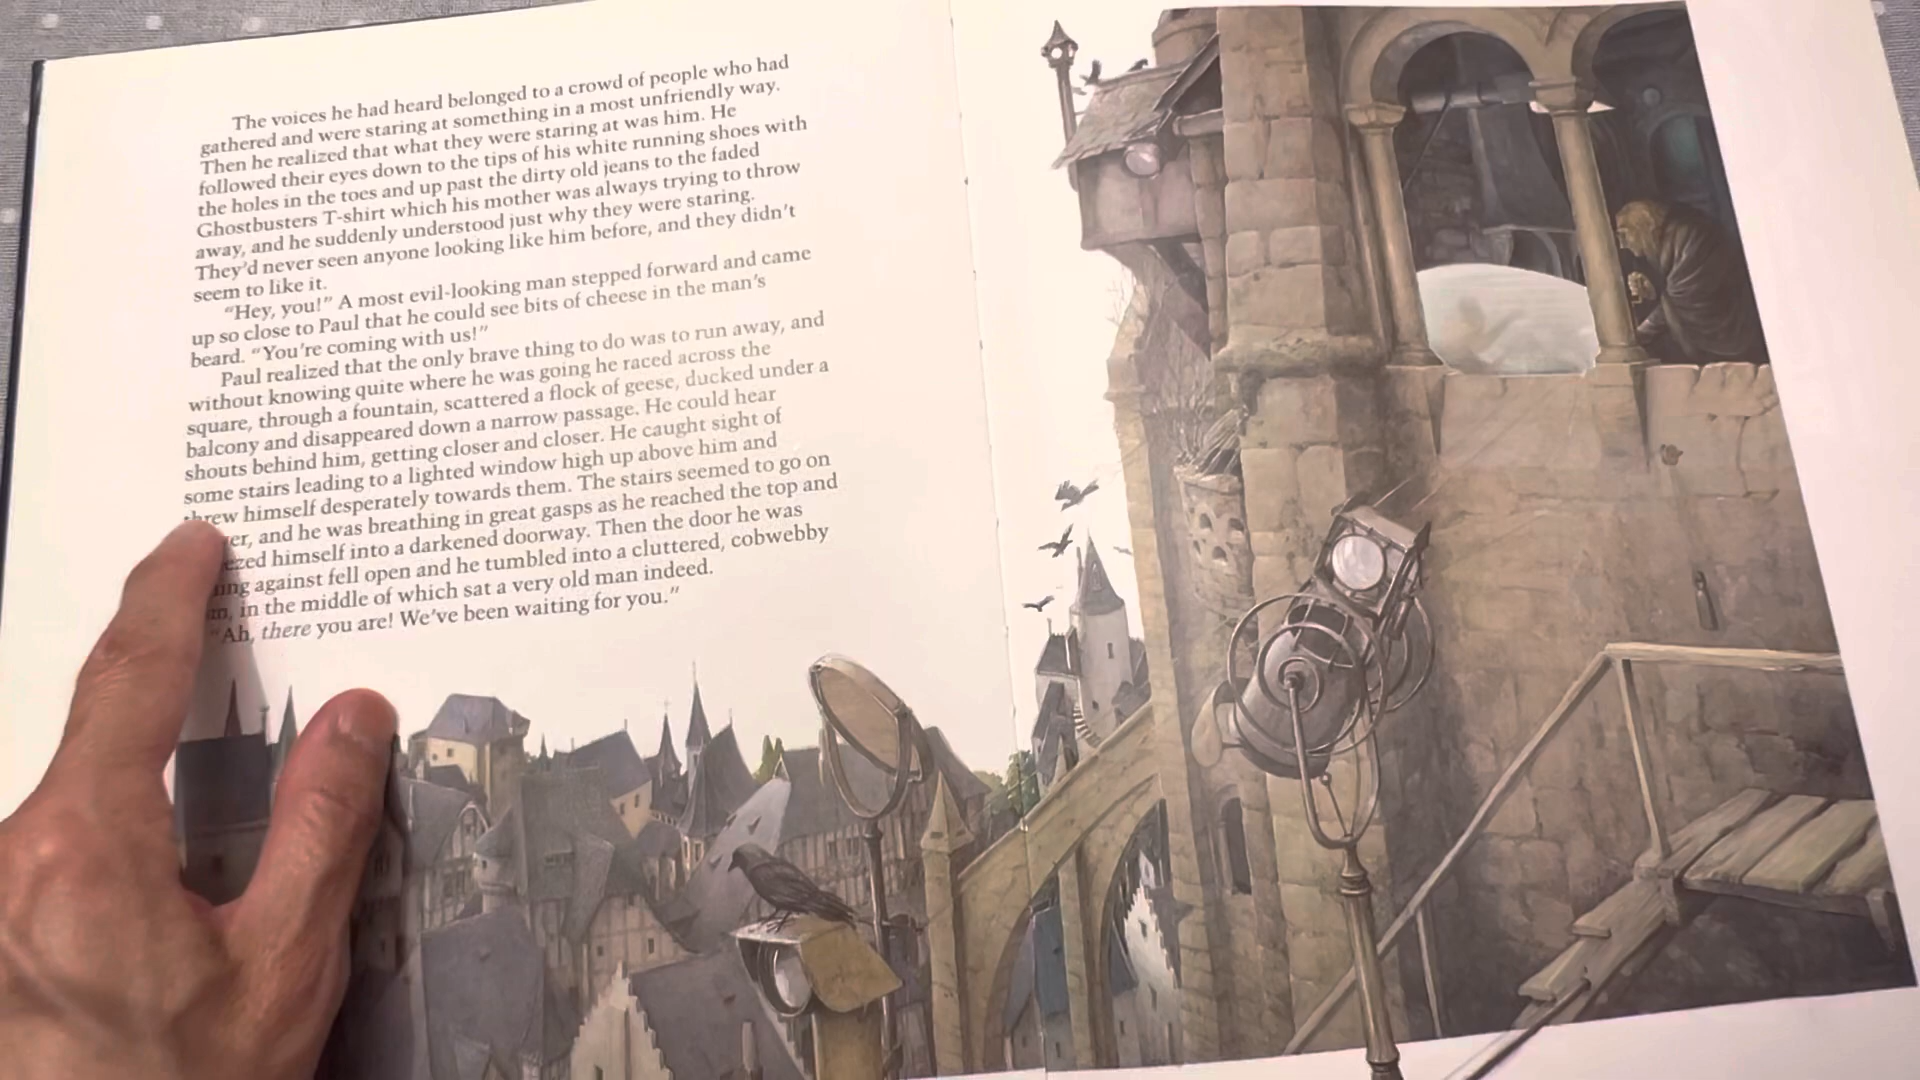 The voices he had heard belonged to a crowd of people who had
gathered and were staring at something in a most unfriendly way.
Then he realized that what they were staring at was him. He
followed their eyes down to the tips of his white running shoes with
the holes in the toes and up past the dirty old jeans to the faded
Ghostbusters T-shirt which his mother was always trying to throw
away, and he suddenly understood just why they were staring.
They'd never seen anyone looking like him before, and they didn't
seem to like it.
"Hey, you!" A most evil-looking man stepped forward and came
up so close to Paul that he could see bits of cheese in the man's
beard. "You're coming with us!"
Paul realized that the only brave thing to do was to run away, and
without knowing quite where he was going he raced across the
square, through a fountain, scattered a flock of geese, ducked under a
balcony and disappeared down a narrow passage. He could hear
shouts behind him, getting closer and closer. He caught sight of
some stairs leading to a lighted window high up above him and
threw himself desperately towards them. The stairs seemed to go on
and he was breathing in great gasps as he reached the top and
himself into a darkened doorway. Then the door he was
against fell open and he tumbled into a cluttered, cobwebby
in the middle of which sat a very old man indeed.
"Ah, there you are! We've been waiting for you."